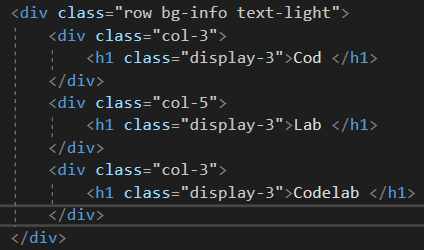 <div class="row bg-info text-light">
<div class="col-3">
<h1 class="display-3">Cod </h1>
</div>
<div class="col-5">
<h1 class="display-3">Lab </h1>
</div>
<div class="col-3">
<h1 class="display-3">Codelab </h1>
</div>
</div>